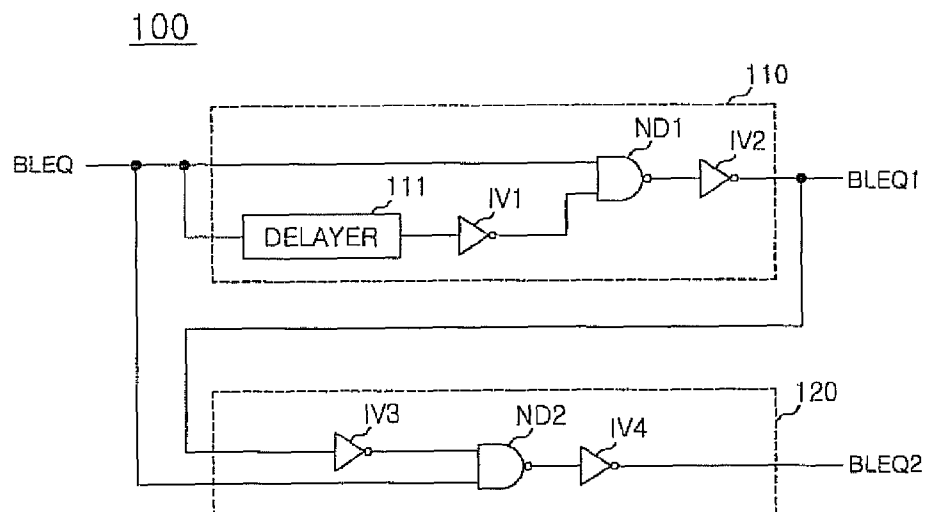 100
110
ND1
IV2
BLEQ
BLEQ1
111
IV1
DELAYER
120
IV3
ND2
IV4
BLEQ2